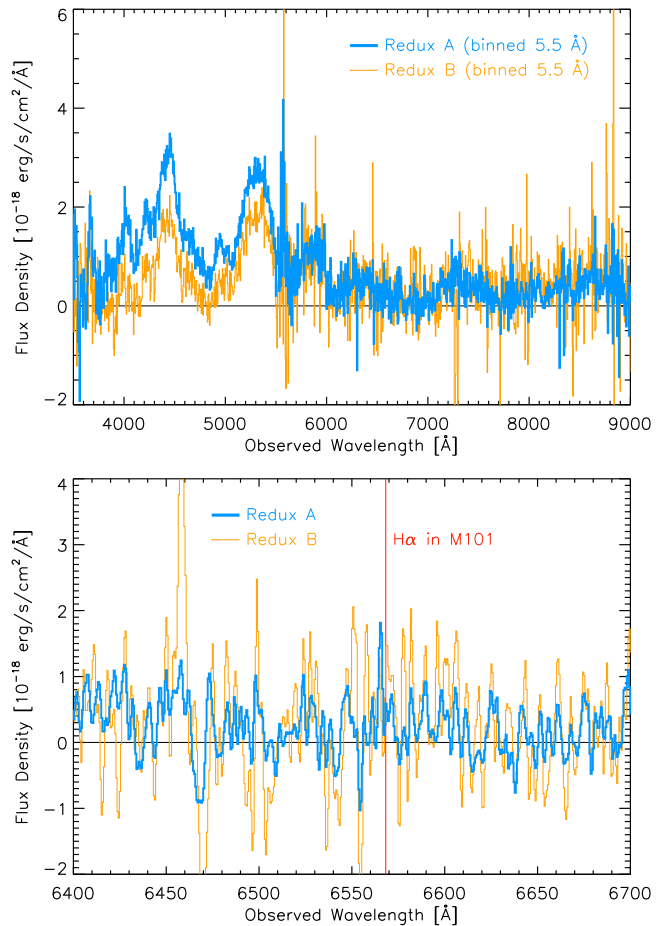 6
4
2
0
−2
Flux Density [10⁻¹⁸ erg/s/cm²/Å]
Redux A (binned 5.5 Å)
Redux B (binned 5.5 Å)
4000 5000 6000 7000 8000 9000
Observed Wavelength [Å]
4
3
2
1
0
−1
−2
Flux Density [10⁻¹⁸ erg/s/cm²/Å]
Redux A
Redux B
Hα in M101
6400 6450 6500 6550 6600 6650 6700
Observed Wavelength [Å]